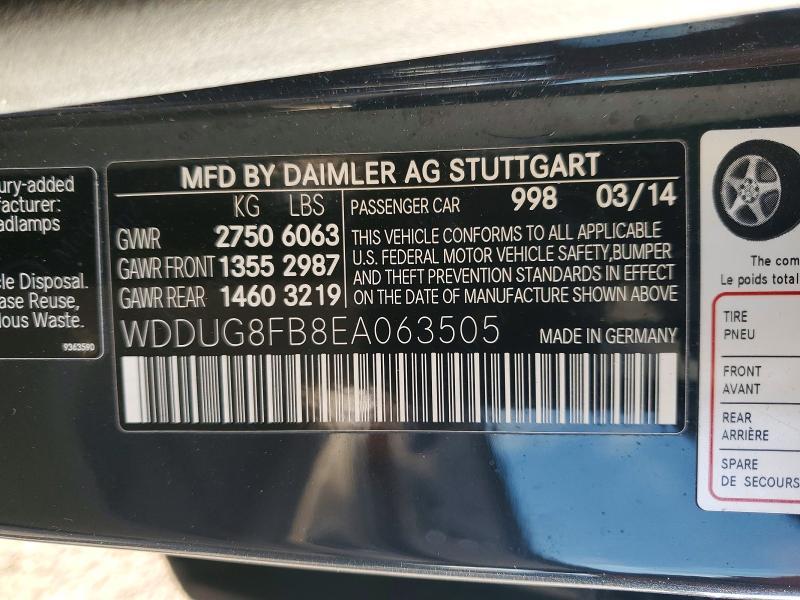 ury-added
facturer:
adlamps
cle Disposal.
ase Reuse,
ous Waste.
9363590
MFD BY DAIMLER AG STUTTGART
KG LBS
GVWR 2750 6063
GAWR FRONT 1355 2987
GAWR REAR 1460 3219
PASSENGER CAR 998 03/14
THIS VEHICLE CONFORMS TO ALL APPLICABLE
U.S. FEDERAL MOTOR VEHICLE SAFETY,BUMPER
AND THEFT PREVENTION STANDARDS IN EFFECT
ON THE DATE OF MANUFACTURE SHOWN ABOVE
WDDUG8FB8EA063505 MADE IN GERMANY
The com
Le poids total
TIRE
PNEU
FRONT
AVANT
REAR
ARRIÈRE
SPARE
DE SECOURS